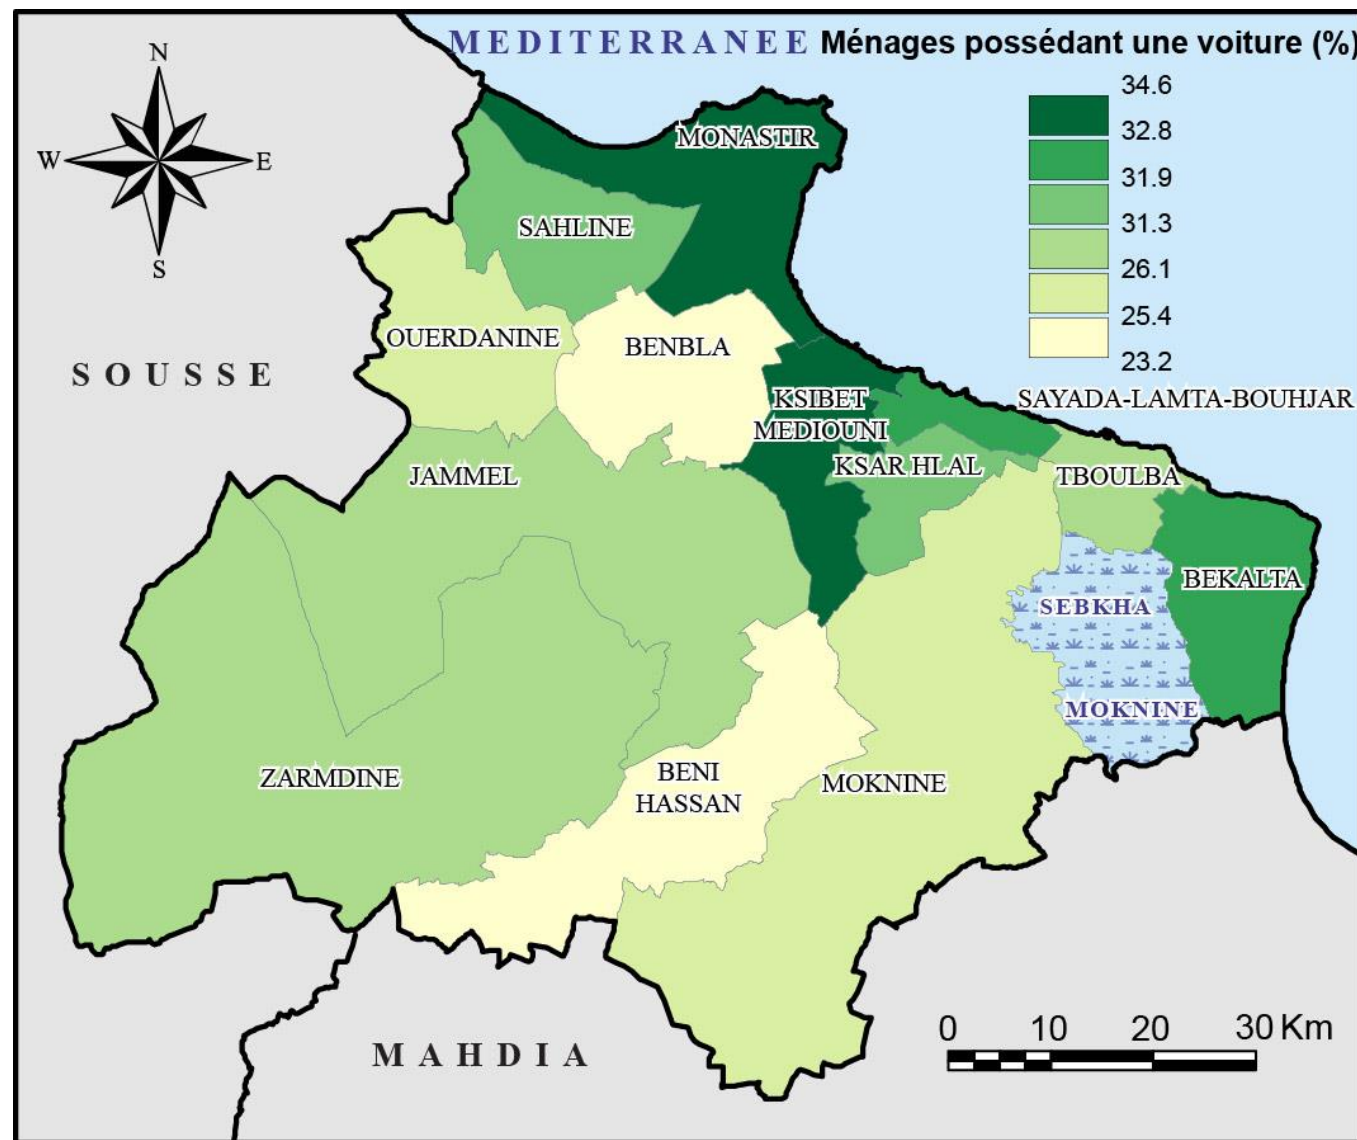 MEDITERRANEE
Ménages possédant une voiture (%)
34.6
32.8
31.9
31.3
26.1
25.4
23.2
N
W
E
S
MONASTIR
SAHLINE
OUERDANINE
BENBLA
SOUSSE
KSIBET
MEDIOUNI
SAYADA-LAMTA-BOUHJAR
JAMMEL
KSAR HLAL
TBOULBA
BEKALTA
SEBKHA
MOKNINE
ZARMDINE
BENI
HASSAN
MOKNINE
MAHDIA
0 10 20 30 Km